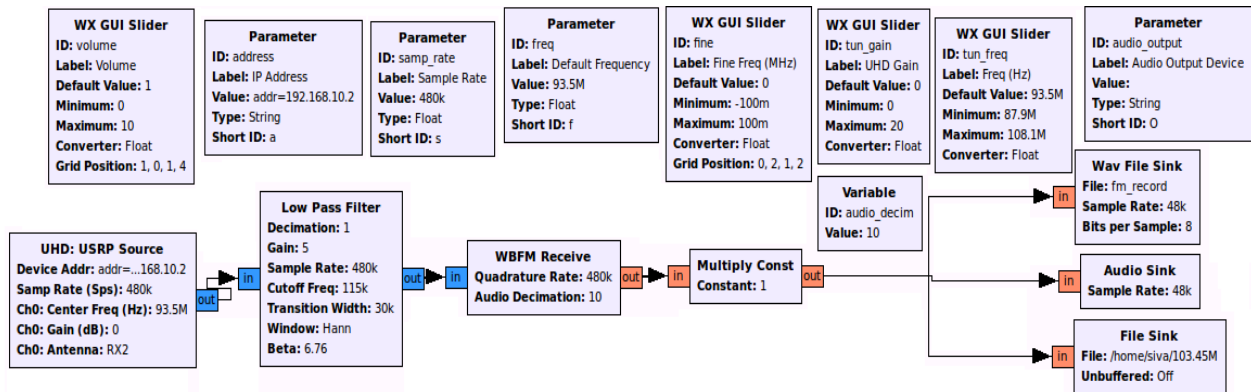 WX GUI Slider
ID: volume
Label: Volume
Default Value: 1
Minimum: 0
Maximum: 10
Converter: Float
Grid Position: 1, 0, 1, 4
Parameter
ID: address
Label: IP Address
Value: addr=192.168.10.2
Type: String
Short ID: a
Parameter
ID: samp_rate
Label: Sample Rate
Value: 480k
Type: Float
Short ID: s
Parameter
ID: freq
Label: Default Frequency
Value: 93.5M
Type: Float
Short ID: f
WX GUI Slider
ID: fine
Label: Fine Freq (MHz)
Default Value: 0
Minimum: -100m
Maximum: 100m
Converter: Float
Grid Position: 0, 2, 1, 2
WX GUI Slider
ID: tun_gain
Label: UHD Gain
Default Value: 0
Minimum: 0
Maximum: 20
Converter: Float
WX GUI Slider
ID: tun_freq
Label: Freq (Hz)
Default Value: 93.5M
Minimum: 87.9M
Maximum: 108.1M
Converter: Float
Parameter
ID: audio_output
Label: Audio Output Device
Value:
Type: String
Short ID: O
UHD: USRP Source
Device Addr: addr=...168.10.2
Samp Rate (Sps): 480k
Ch0: Center Freq (Hz): 93.5M
Ch0: Gain (dB): 0
Ch0: Antenna: RX2
out
in
Low Pass Filter
Decimation: 1
Gain: 5
Sample Rate: 480k
Cutoff Freq: 115k
Transition Width: 30k
Window: Hann
Beta: 6.76
out
in
WBFM Receive
Quadrature Rate: 480k
Audio Decimation: 10
out
in
Multiply Const
Constant: 1
out
Variable
ID: audio_decim
Value: 10
in
Wav File Sink
File: fm_record
Sample Rate: 48k
Bits per Sample: 8
in
Audio Sink
Sample Rate: 48k
in
File Sink
File: /home/siva/103.45M
Unbuffered: Off